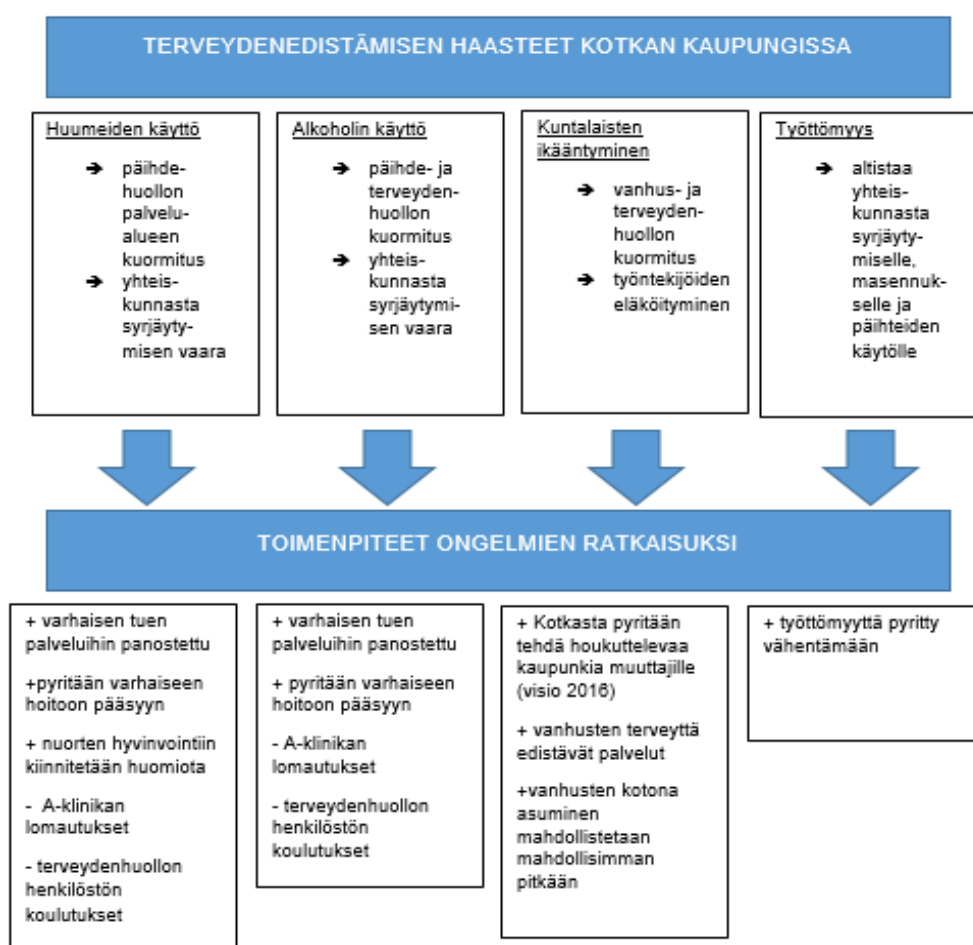 TERVEYDENEDISTÄMISEN HAASTEET KOTKAN KAUPUNGISSA
Huumeiden käyttö
➔ päihde-
huollon
palvelu-
alueen
kuormitus
➔ yhteis-
kunnasta
syrjäyty-
misen vaara
Alkoholin käyttö
➔ päihde- ja
terveyden-
huollon
kuormitus
➔ yhteis-
kunnasta
syrjäytymi-
sen vaara
Kuntalaisten
ikääntyminen
➔ vanhus- ja
terveyden-
huollon
kuormitus
➔ työntekijöiden
eläköityminen
Työttömyys
➔ altistaa
yhteis-
kunnasta
syrjäyty-
miselle,
masennuk-
selle ja
päihteiden
käytölle
TOIMENPITEET ONGELMIEN RATKAISUKSI
+ varhaisen tuen
palveluihin panostettu
+pyritään varhaiseen
hoitoon pääsyyn
+ nuorten hyvinvointiin
kiinnitetään huomiota
- A-klinikan
lomautukset
- terveydenhuollon
henkilöstön
koulutukset
+ varhaisen tuen
palveluihin panostettu
+ pyritään varhaiseen
hoitoon pääsyyn
- A-klinikan
lomautukset
- terveydenhuollon
henkilöstön
koulutukset
+ Kotkasta pyritään
tehdä houkuttelevaa
kaupunkia muuttajille
(visio 2016)
+ vanhusten terveyttä
edistävät palvelut
+vanhusten kotona
asuminen
mahdollistetaan
mahdollisimman
pitkään
+ työttömyyttä pyritty
vähentämään